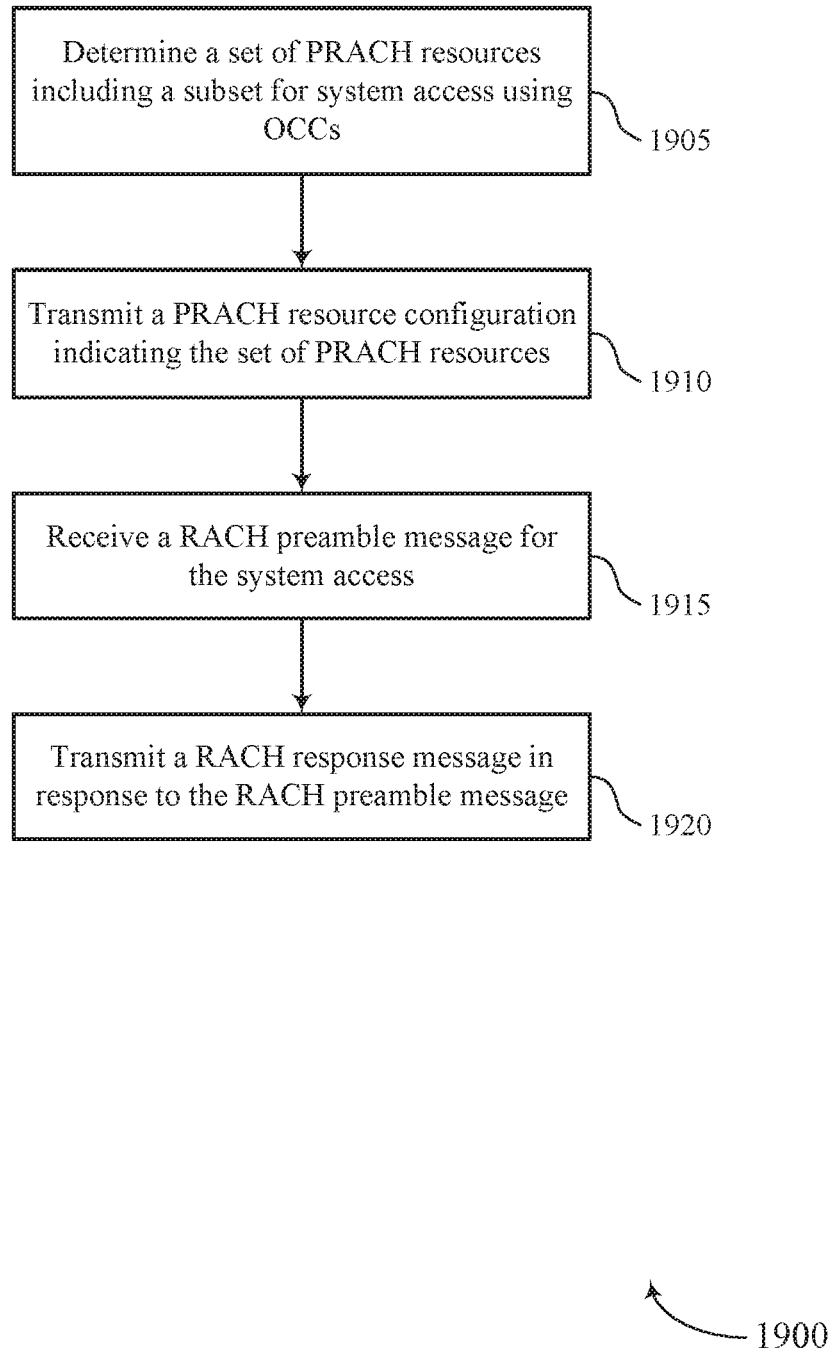 Determine a set of PRACH resources
including a subset for system access using
OCCs
1905
Transmit a PRACH resource configuration
indicating the set of PRACH resources
1910
Receive a RACH preamble message for
the system access
1915
Transmit a RACH response message in
response to the RACH preamble message
1920
1900